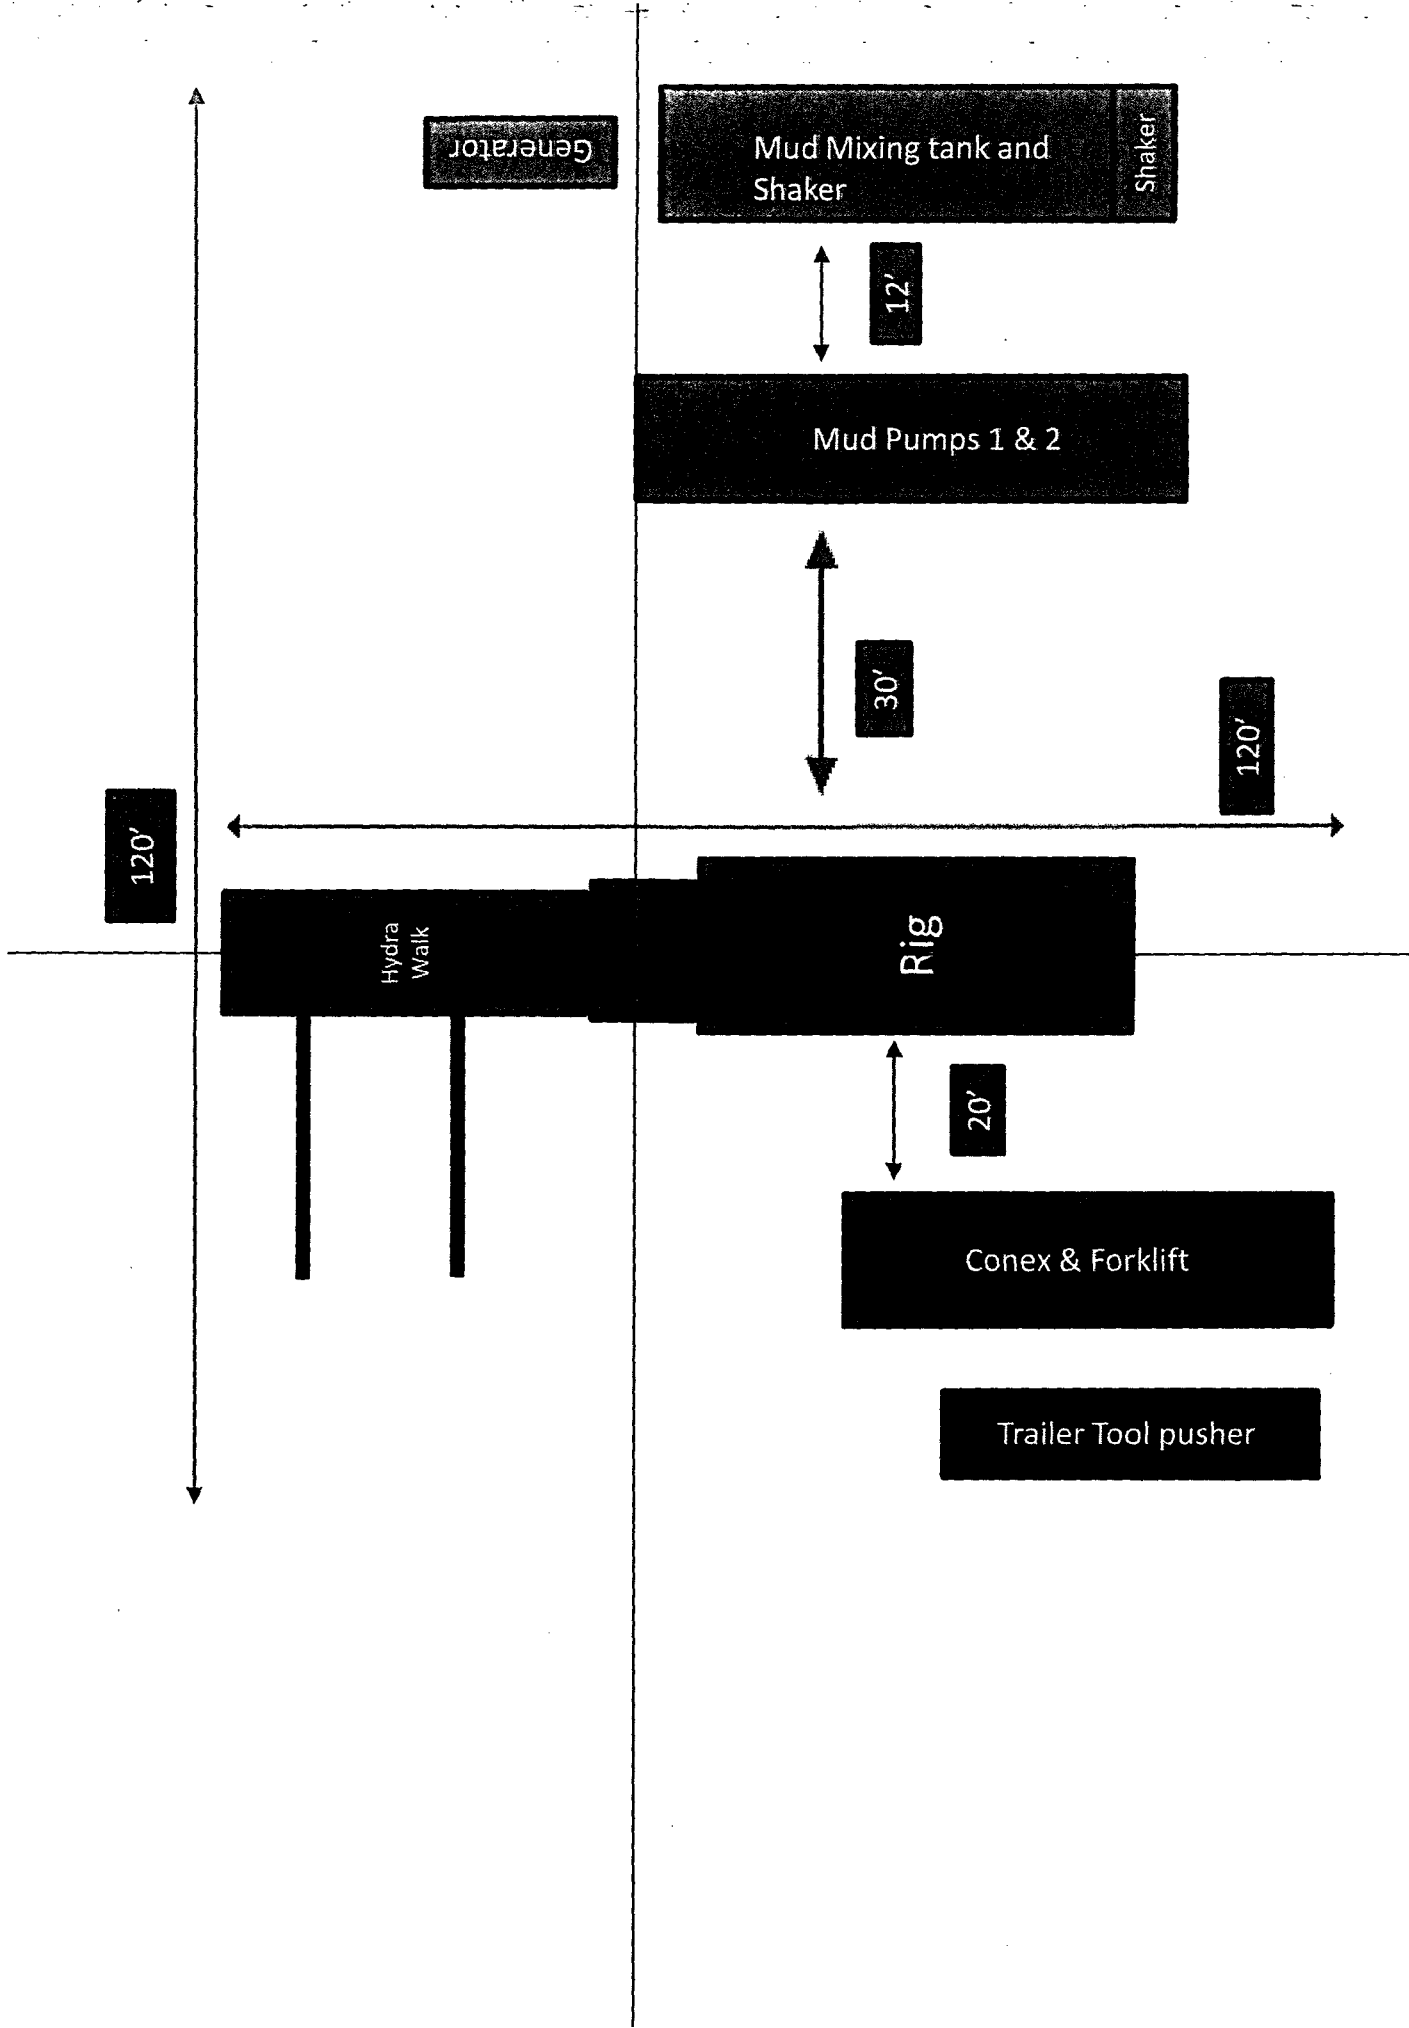 Generator
Mud Mixing tank and
Shaker
Shaker
12'
Mud Pumps 1 & 2
30'
120'
120'
Hydra
Walk
Rig
20'
Conex & Forklift
Trailer Tool pusher